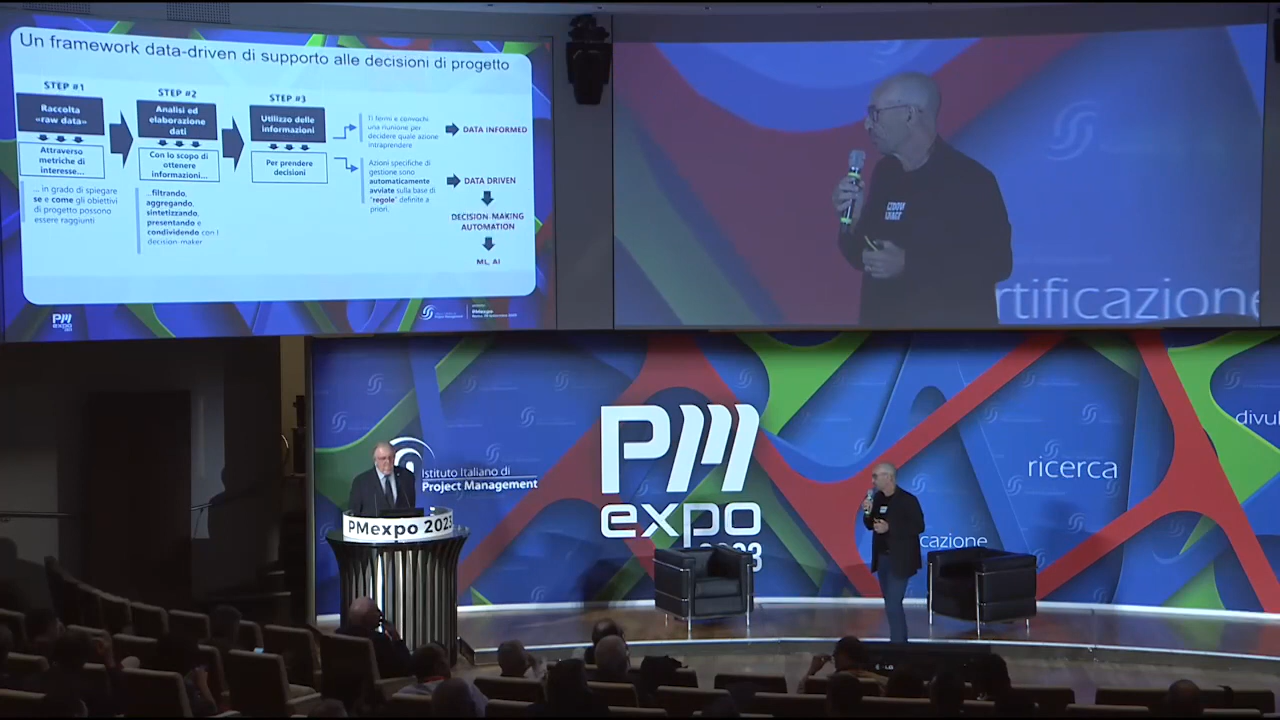 Un framework data-driven di supporto alle decisioni di progetto
STEP #1
Raccolta
«raw data»
Attraverso
metriche di
interesse...
... in grado di spiegare
se e come gli obiettivi
di progetto possono
essere raggiunti
STEP #2
Analisi ed
elaborazione
dati
Con lo scopo di
ottenere
informazioni...
...filtrando,
aggregando,
sintetizzando,
presentando e
condividendo con i
decision-maker
STEP #3
Utilizzo delle
informazioni
Per prendere
decisioni
Ti fermi e convochi
una riunione per
decidere quale azione
intraprendere
DATA INFORMED
Azioni specifiche di
gestione sono
automaticamente
avviate sulla base di
"regole" definite a
priori.
DATA DRIVEN
DECISION-MAKING
AUTOMATION
ML, AI
PM
expo
PMexpo
rtificazione
Istituto Italiano di
Project Management
PMexpo 2023
PM
expo
2023
ricerca
cazione
divul